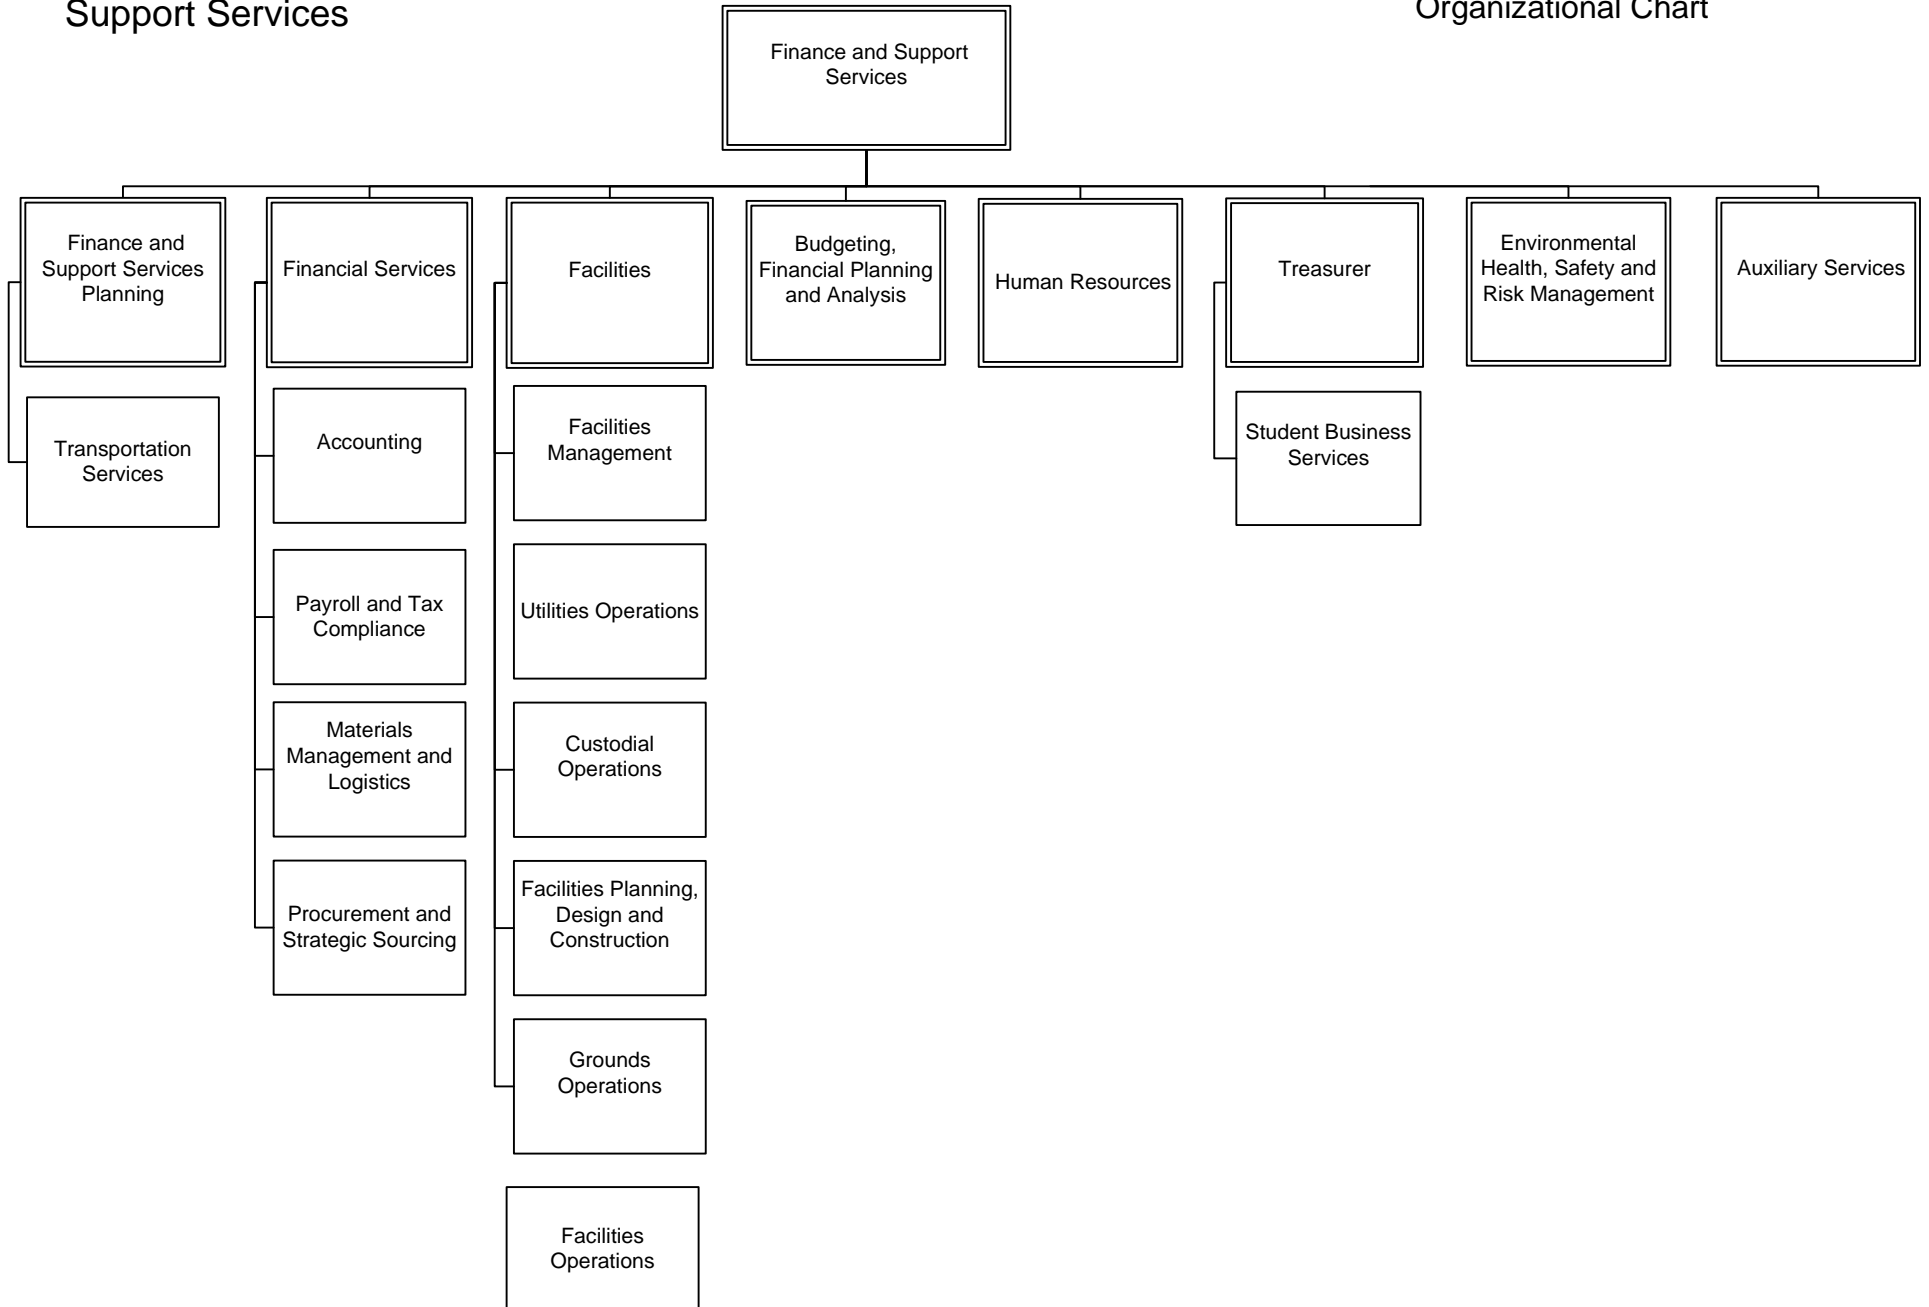 Support Services
Organizational Chart
Finance and Support
Services
Finance and
Support Services
Planning
Financial Services
Facilities
Budgeting,
Financial Planning
and Analysis
Human Resources
Treasurer
Environmental
Health, Safety and
Risk Management
Auxiliary Services
Transportation
Services
Accounting
Facilities
Management
Student Business
Services
Payroll and Tax
Compliance
Utilities Operations
Materials
Management and
Logistics
Custodial
Operations
Procurement and
Strategic Sourcing
Facilities Planning,
Design and
Construction
Grounds
Operations
Facilities
Operations